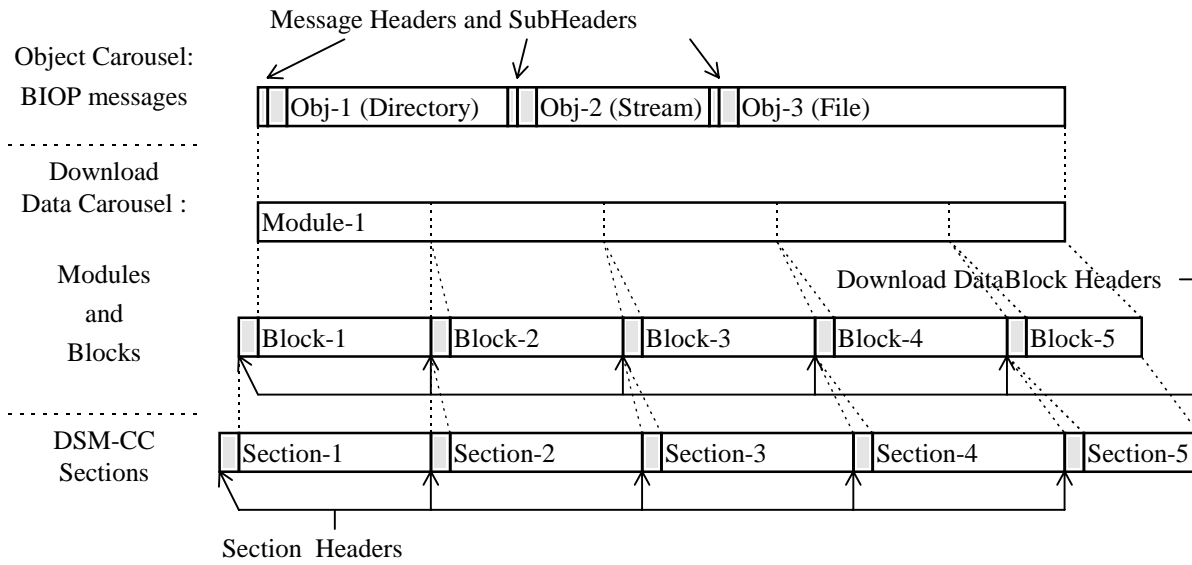 Message Headers and SubHeaders
Object Carousel:
BIOP messages
Obj-1 (Directory)
Obj-2 (Stream)
Obj-3 (File)
Download
Data Carousel :
Module-1
Modules
and
Blocks
Download DataBlock Headers
Block-1
Block-2
Block-3
Block-4
Block-5
DSM-CC
Sections
Section-1
Section-2
Section-3
Section-4
Section-5
Section Headers